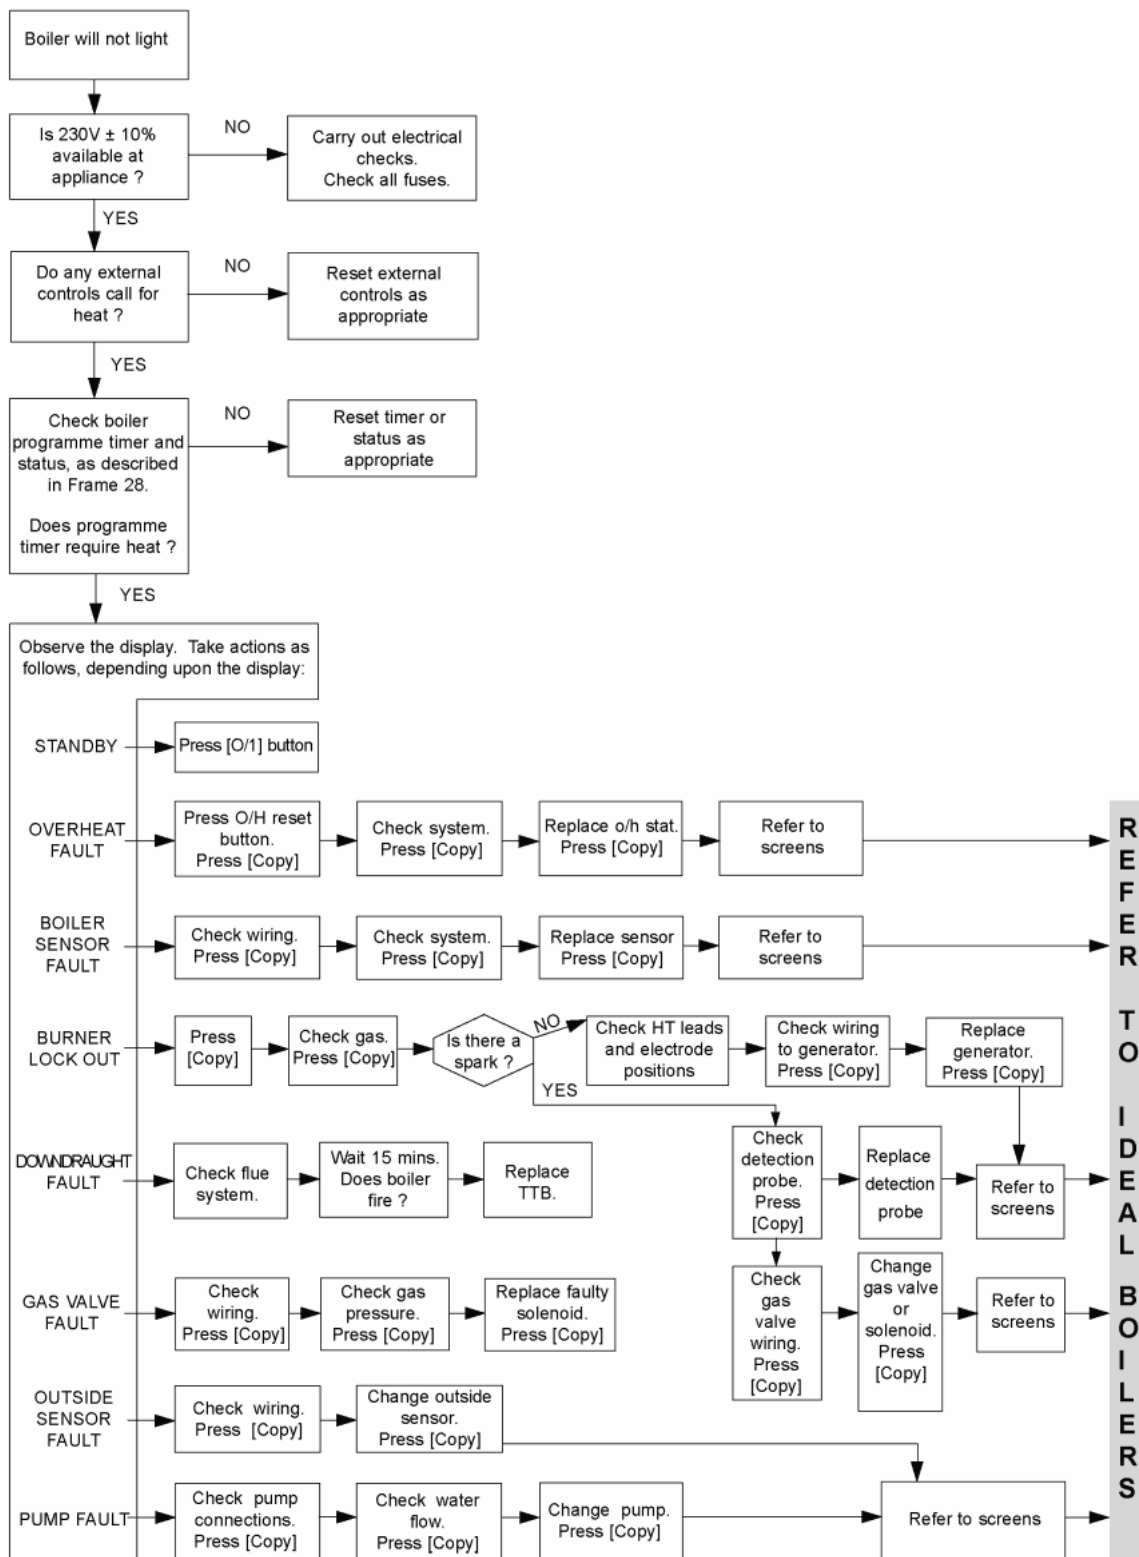 Boiler will not light
Is 230V ± 10%
available at
appliance ?
NO
Carry out electrical
checks.
Check all fuses.
YES
Do any external
controls call for
heat ?
NO
Reset external
controls as
appropriate
YES
Check boiler
programme timer and
status, as described
in Frame 28.
Does programme
timer require heat ?
NO
Reset timer or
status as
appropriate
YES
Observe the display. Take actions as
follows, depending upon the display:
STANDBY
Press [O/1] button
OVERHEAT
FAULT
Press O/H reset
button.
Press [Copy]
Check system.
Press [Copy]
Replace o/h stat.
Press [Copy]
Refer to
screens
BOILER
SENSOR
FAULT
Check wiring.
Press [Copy]
Check system.
Press [Copy]
Replace sensor
Press [Copy]
Refer to
screens
BURNER
LOCK OUT
Press
[Copy]
Check gas.
Press [Copy]
Is there a
spark ?
NO
Check HT leads
and electrode
positions
Check wiring
to generator.
Press [Copy]
Replace
generator.
Press [Copy]
YES
Check
detection
probe.
Press
[Copy]
Replace
detection
probe
Refer to
screens
DOWNDRAUGHT
FAULT
Check flue
system.
Wait 15 mins.
Does boiler
fire ?
Replace
TTB.
Check
gas
valve
wiring.
Press
[Copy]
Change
gas valve
or
solenoid.
Press
[Copy]
Refer to
screens
GAS VALVE
FAULT
Check
wiring.
Press [Copy]
Check gas
pressure.
Press [Copy]
Replace faulty
solenoid.
Press [Copy]
OUTSIDE
SENSOR
FAULT
Check wiring.
Press [Copy]
Change outside
sensor.
Press [Copy]
PUMP FAULT
Check pump
connections.
Press [Copy]
Check water
flow.
Press [Copy]
Change pump.
Press [Copy]
Refer to screens
REFER TO IDEAL BOILERS